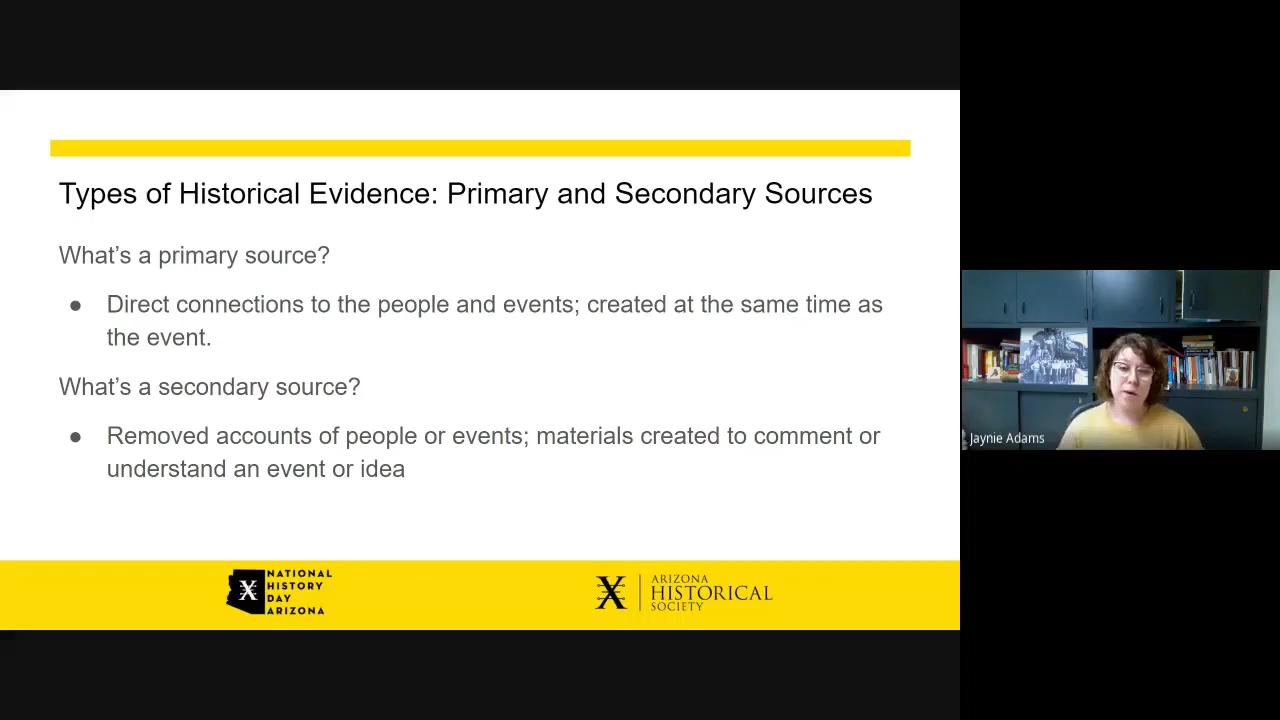 Types of Historical Evidence: Primary and Secondary Sources
What's a primary source?
● Direct connections to the people and events; created at the same time as
the event.
What's a secondary source?
● Removed accounts of people or events; materials created to comment or
understand an event or idea
Jaynie Adams
NATIONAL
HISTORY
DAY
ARIZONA
ARIZONA
HISTORICAL
SOCIETY